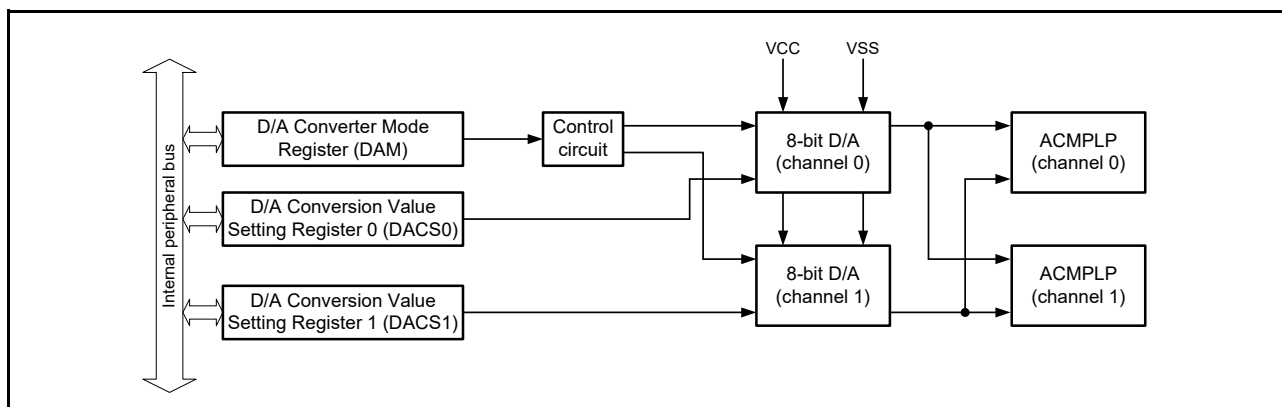 VCC
VSS
Internal peripheral bus
D/A Converter Mode
Register (DAM)
Control
circuit
8-bit D/A
(channel 0)
ACMPLP
(channel 0)
D/A Conversion Value
Setting Register 0 (DACS0)
8-bit D/A
(channel 1)
ACMPLP
(channel 1)
D/A Conversion Value
Setting Register 1 (DACS1)